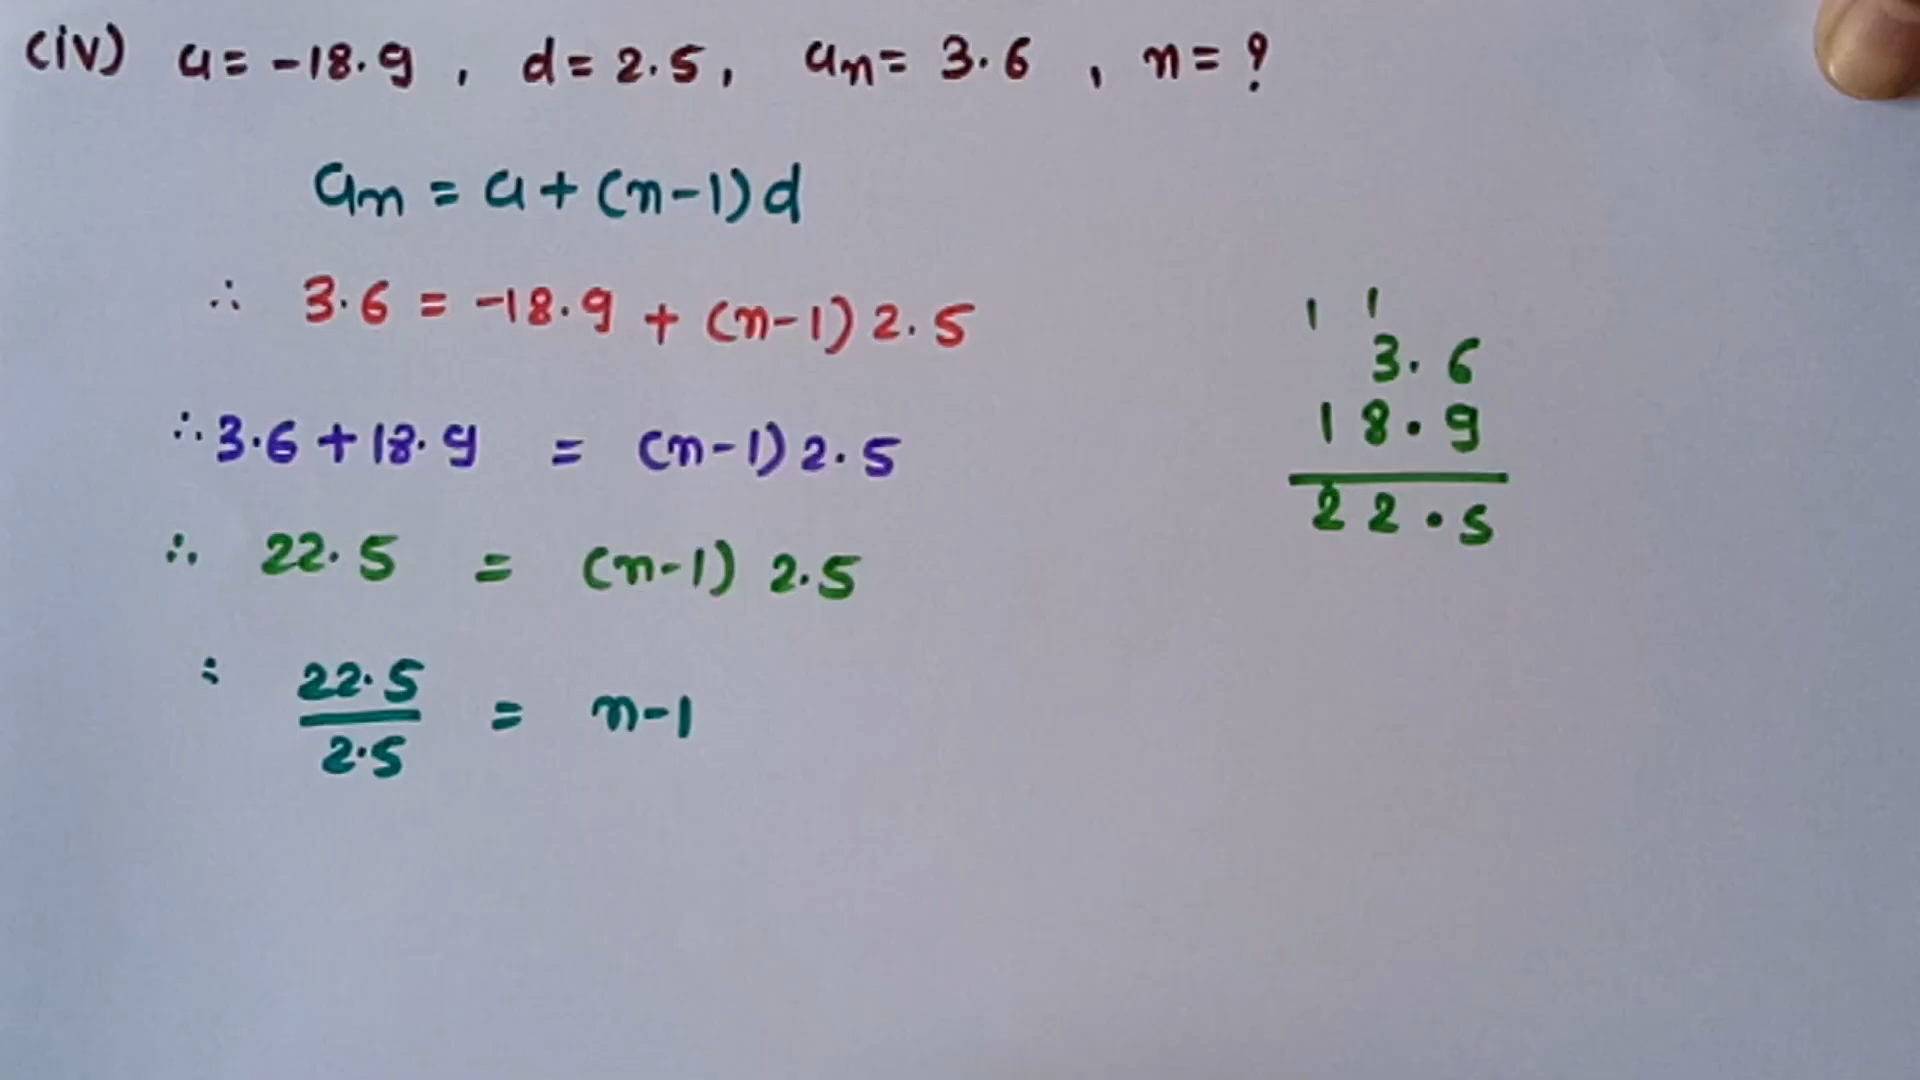 (iv) a = -18.9 , d = 2.5, an = 3.6 , n = ?
an = a + (n-1)d
∴ 3.6 = -18.9 + (n-1) 2.5
∴ 3.6 + 18.9 = (n-1) 2.5
∴ 22.5 = (n-1) 2.5
∴ 22.5/2.5 = n-1
1 1
3.6
18.9
22.5